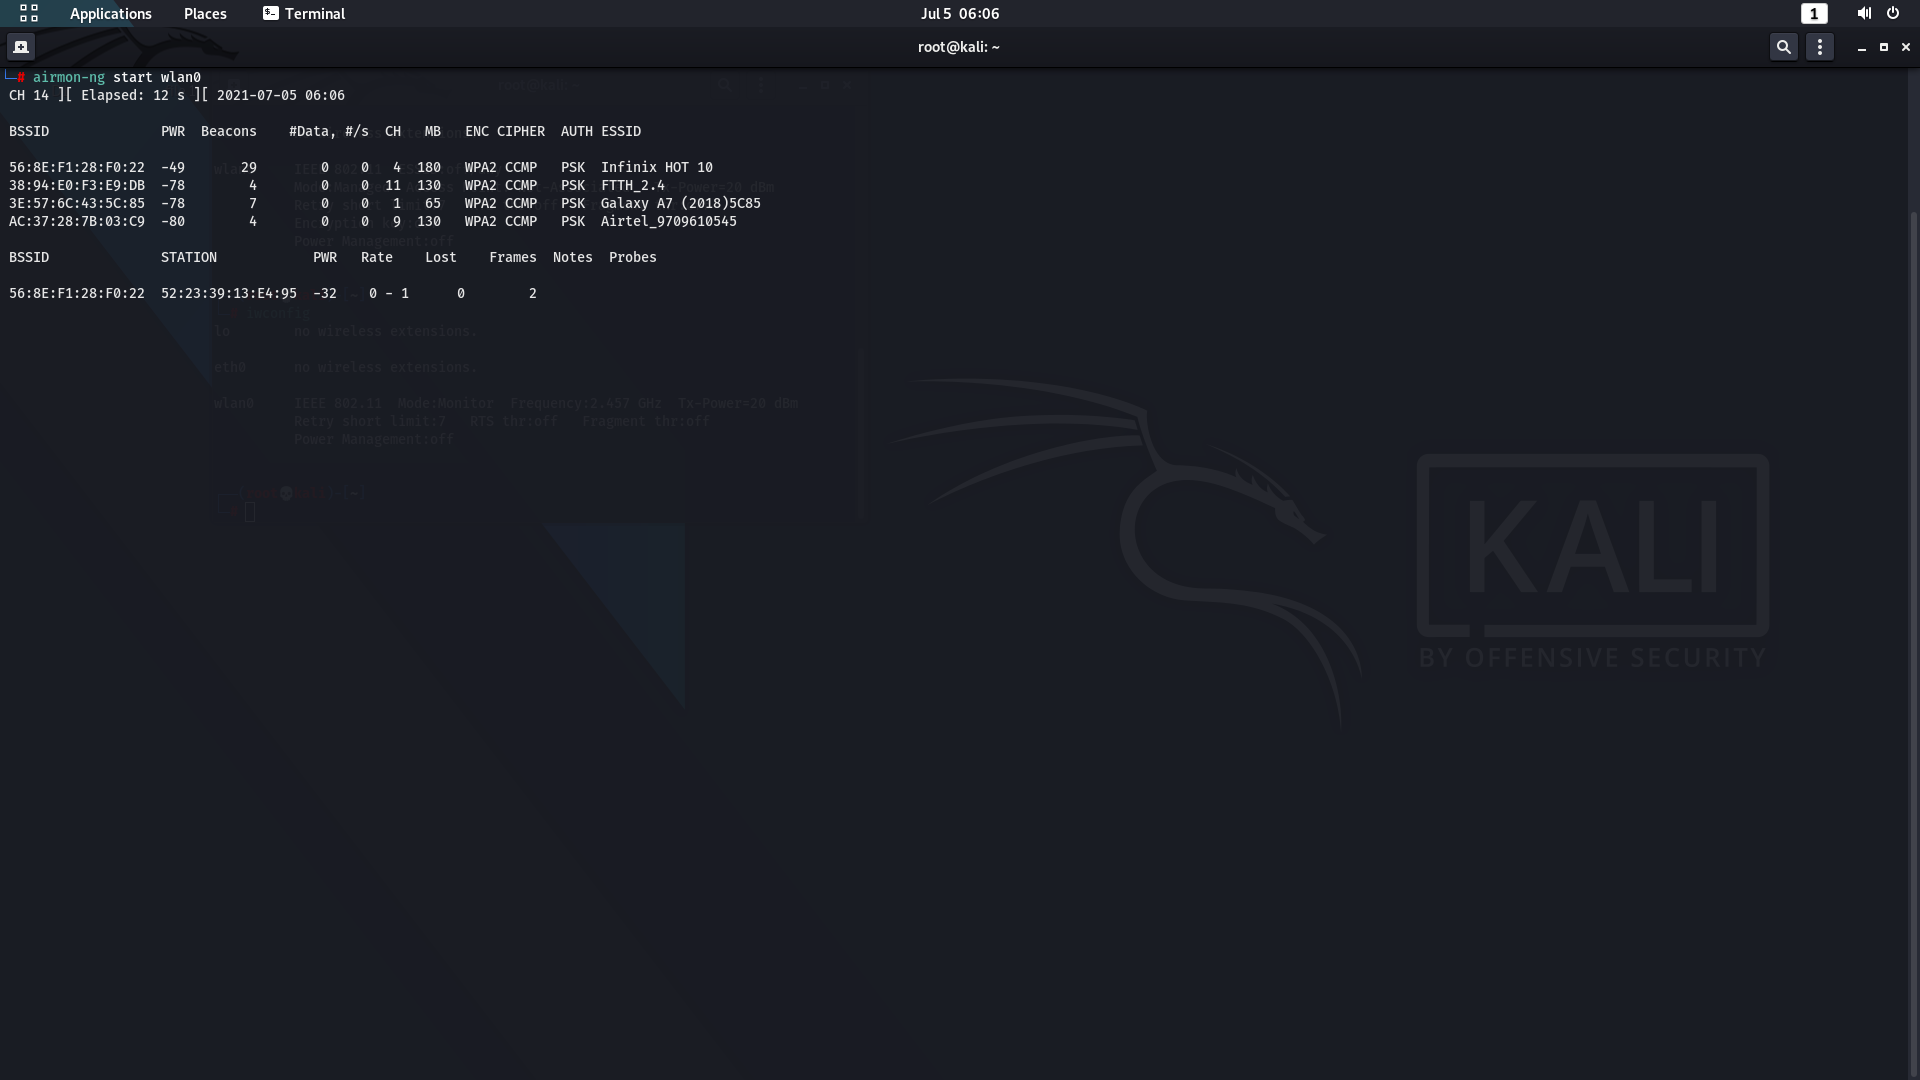 Applications Places Terminal Jul 5 06:06 1
root@kali: ~
└─# airmon-ng start wlan0
CH 14 ][ Elapsed: 12 s ][ 2021-07-05 06:06
BSSID PWR Beacons #Data, #/s CH MB ENC CIPHER AUTH ESSID
56:8E:F1:28:F0:22 -49 29 0 0 4 180 WPA2 CCMP PSK Infinix HOT 10
38:94:E0:F3:E9:DB -78 4 0 0 11 130 WPA2 CCMP PSK FTTH_2.4
3E:57:6C:43:5C:85 -78 7 0 0 1 65 WPA2 CCMP PSK Galaxy A7 (2018)5C85
AC:37:28:7B:03:C9 -80 4 0 0 9 130 WPA2 CCMP PSK Airtel_9709610545
BSSID STATION PWR Rate Lost Frames Notes Probes
56:8E:F1:28:F0:22 52:23:39:13:E4:95 -32 0 - 1 0 2
iwconfig
lo no wireless extensions.
eth0 no wireless extensions.
wlan0 IEEE 802.11 Mode:Monitor Frequency:2.457 GHz Tx-Power=20 dBm
Retry short limit:7 RTS thr:off Fragment thr:off
Power Management:off
KALI
BY OFFENSIVE SECURITY